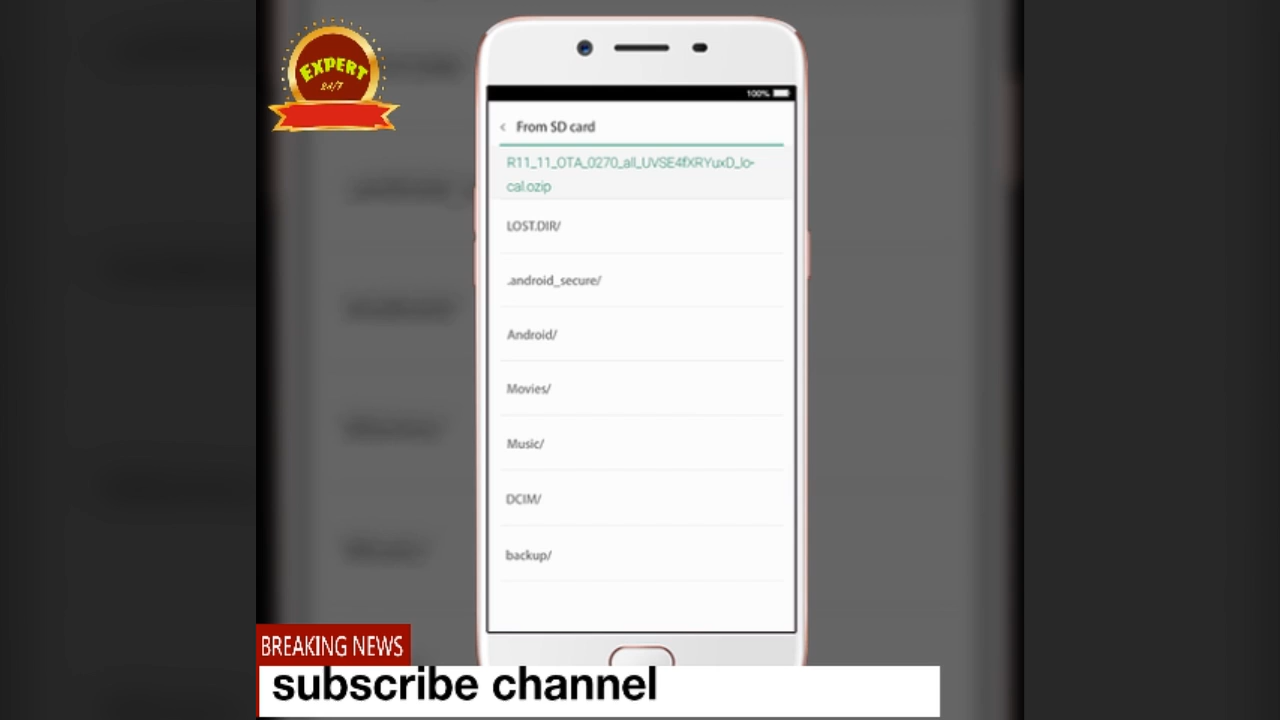 EXPERT
24/7
100%
From SD card
R11_11_OTA_0270_all_UVSE4fXRYuxD_lo-
cal.ozip
LOST.DIR/
.android_secure/
Android/
Movies/
Music/
DCIM/
backup/
BREAKING NEWS
subscribe channel